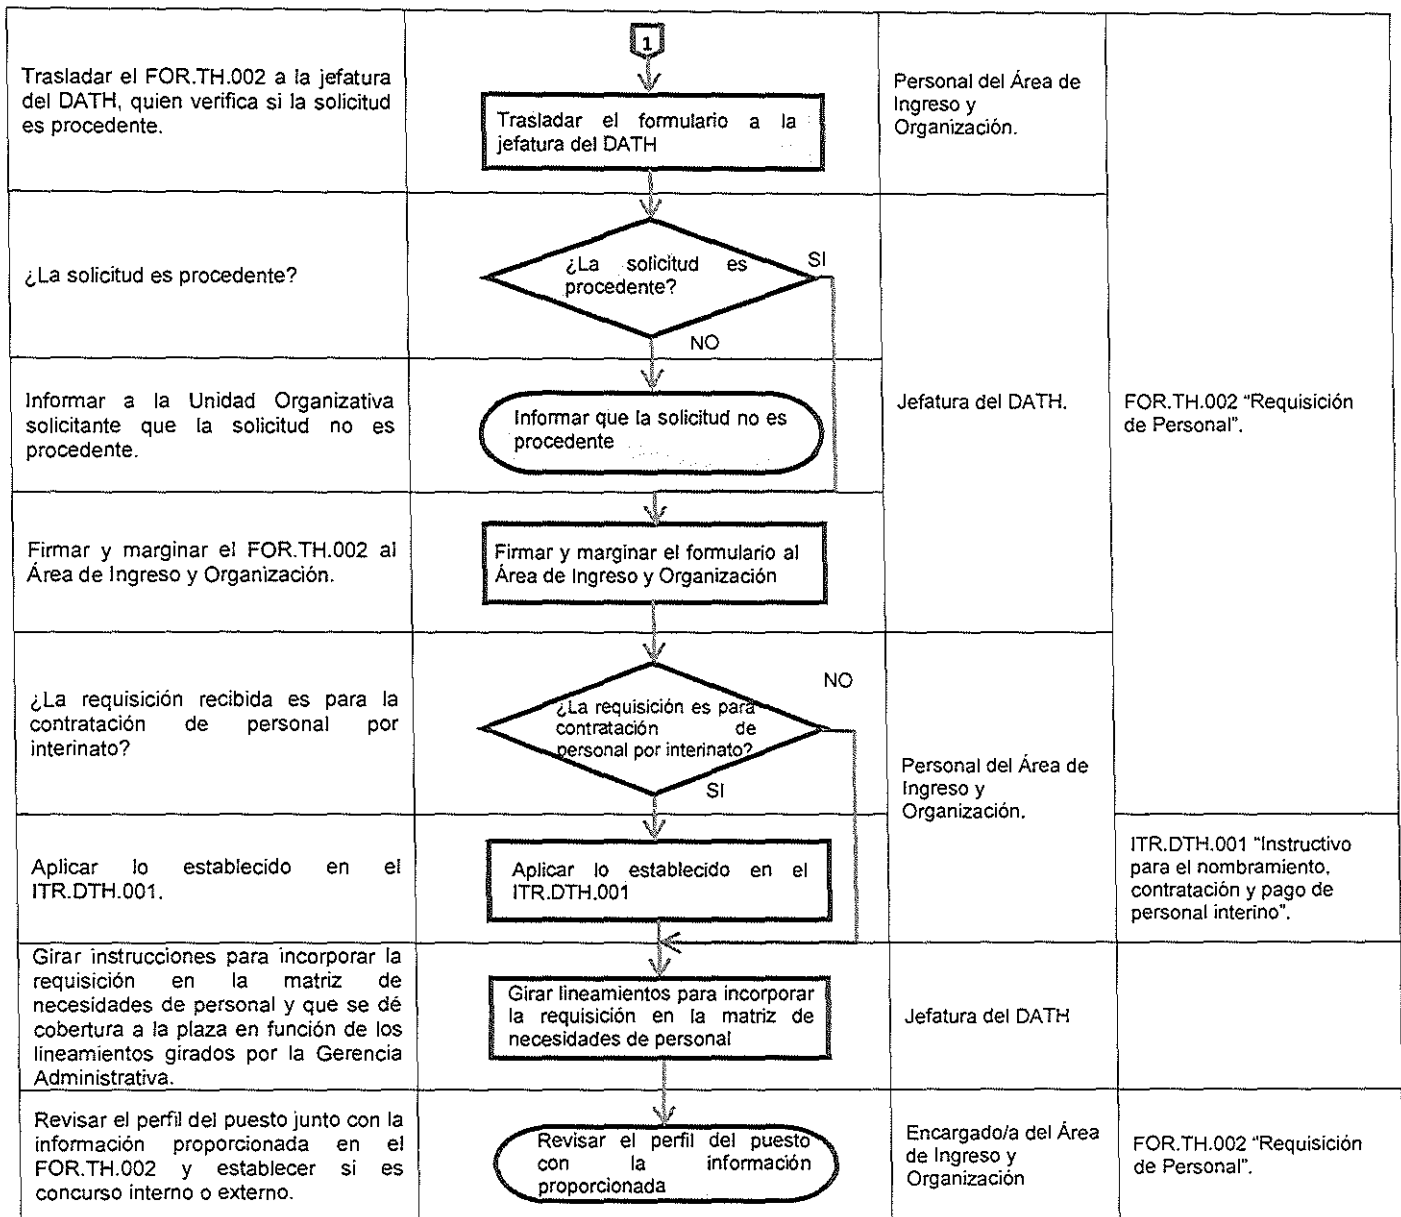 Trasladar el FOR.TH.002 a la jefatura
del DATH, quien verifica si la solicitud
es procedente.
1
Trasladar el formulario a la
jefatura del DATH
Personal del Área de
Ingreso y
Organización.
¿La solicitud es procedente?
¿La solicitud es
procedente?
SI
NO
Informar a la Unidad Organizativa
solicitante que la solicitud no es
procedente.
Informar que la solicitud no es
procedente
Jefatura del DATH.
FOR.TH.002 "Requisición
de Personal".
Firmar y marginar el FOR.TH.002 al
Área de Ingreso y Organización.
Firmar y marginar el formulario al
Área de Ingreso y Organización
¿La requisición recibida es para la
contratación de personal por
interinato?
¿La requisición es para
contratación de
personal por interinato?
NO
SI
Personal del Área de
Ingreso y
Organización.
Aplicar lo establecido en el
ITR.DTH.001.
Aplicar lo establecido en el
ITR.DTH.001
ITR.DTH.001 "Instructivo
para el nombramiento,
contratación y pago de
personal interino".
Girar instrucciones para incorporar la
requisición en la matriz de
necesidades de personal y que se dé
cobertura a la plaza en función de los
lineamientos girados por la Gerencia
Administrativa.
Girar lineamientos para incorporar
la requisición en la matriz de
necesidades de personal
Jefatura del DATH
Revisar el perfil del puesto junto con la
información proporcionada en el
FOR.TH.002 y establecer si es
concurso interno o externo.
Revisar el perfil del puesto
con la información
proporcionada
Encargado/a del Área
de Ingreso y
Organización
FOR.TH.002 "Requisición
de Personal".